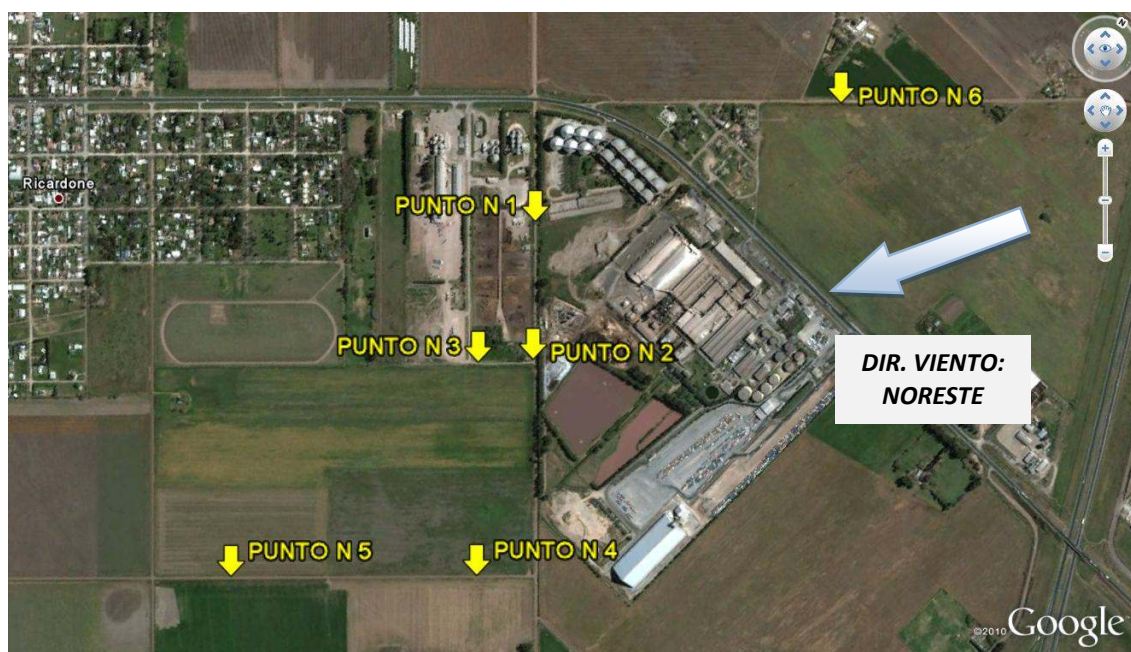 N
PUNTO N 6
Ricardone
PUNTO N 1
PUNTO N 3
PUNTO N 2
DIR. VIENTO:
NORESTE
PUNTO N 5
PUNTO N 4
©2010 Google